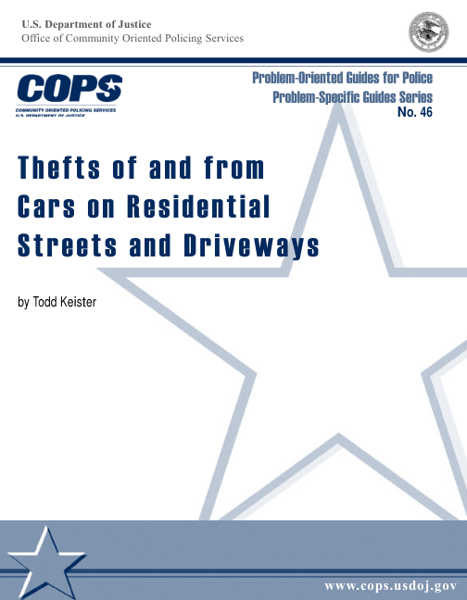 U.S. Department of Justice
Office of Community Oriented Policing Services
COPS
COMMUNITY ORIENTED POLICING SERVICES
U.S. DEPARTMENT OF JUSTICE
Problem-Oriented Guides for Police
Problem-Specific Guides Series
No. 46
Thefts of and from
Cars on Residential
Streets and Driveways
by Todd Keister
www.cops.usdoj.gov